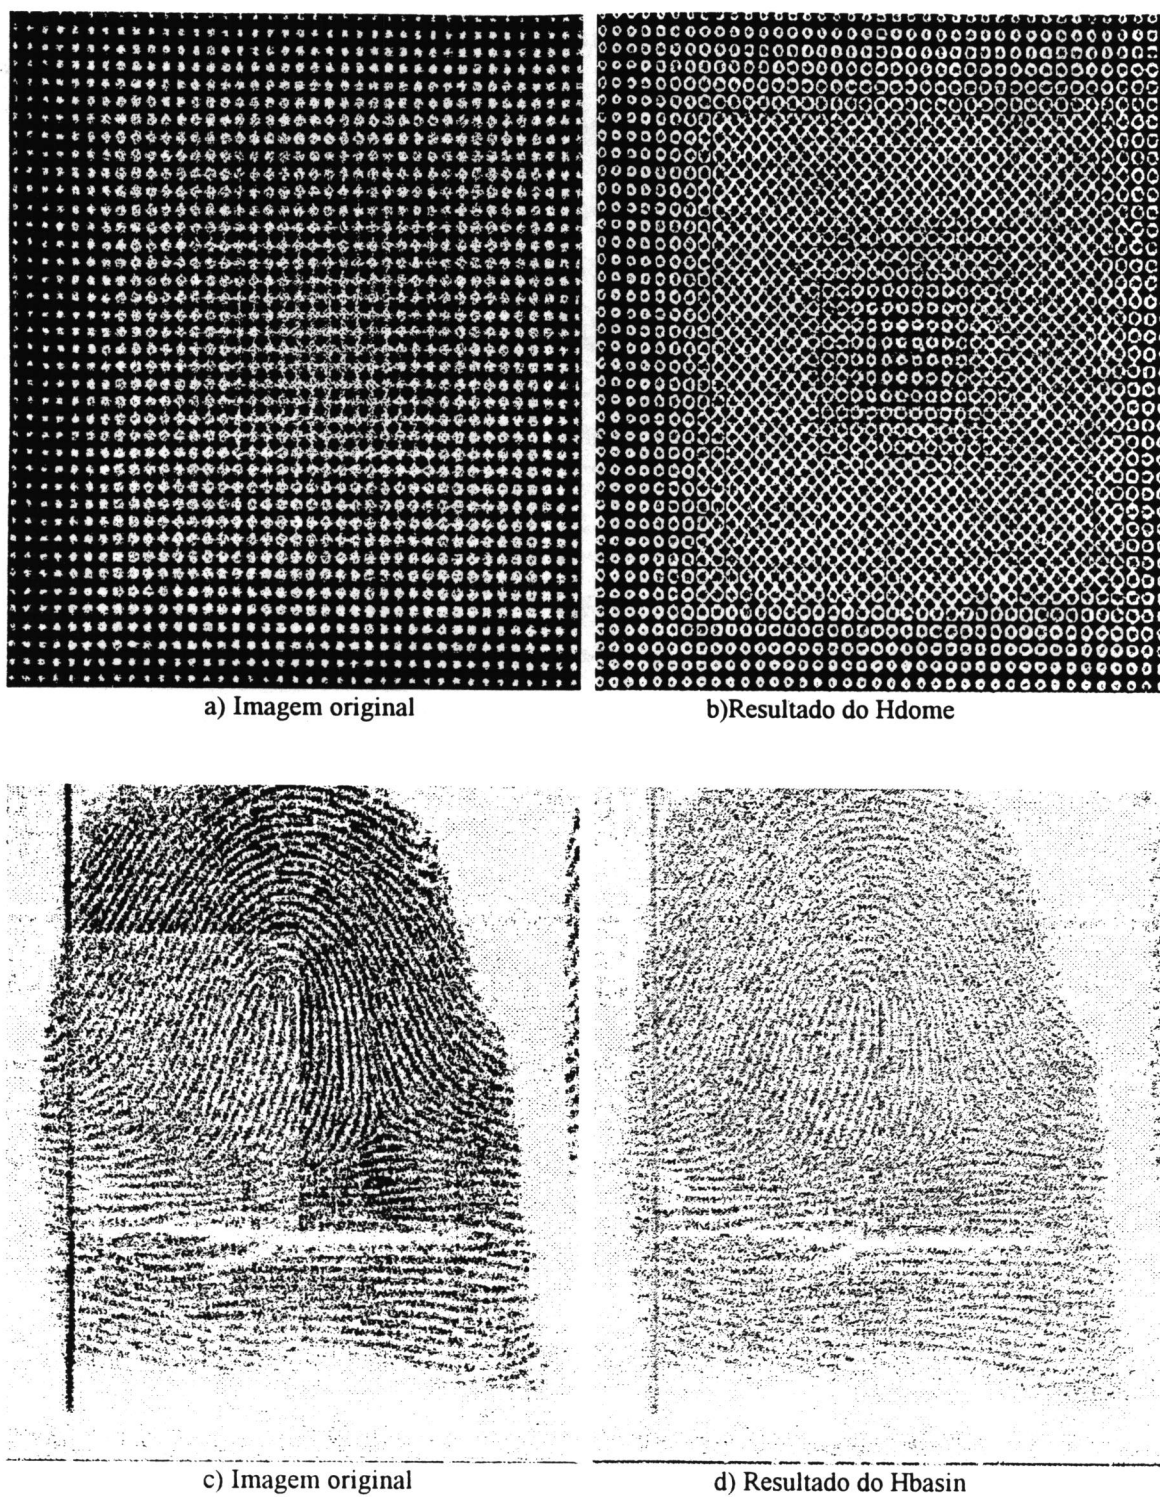 a) Imagem original
b)Resultado do Hdome
c) Imagem original
d) Resultado do Hbasin